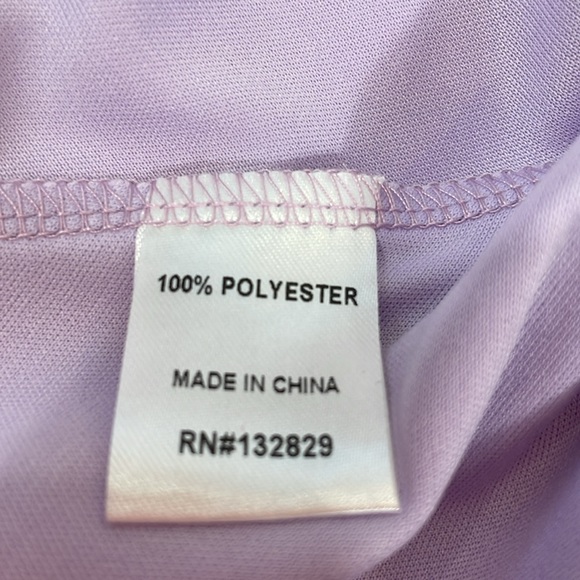 100% POLYESTER
MADE IN CHINA
RN#132829